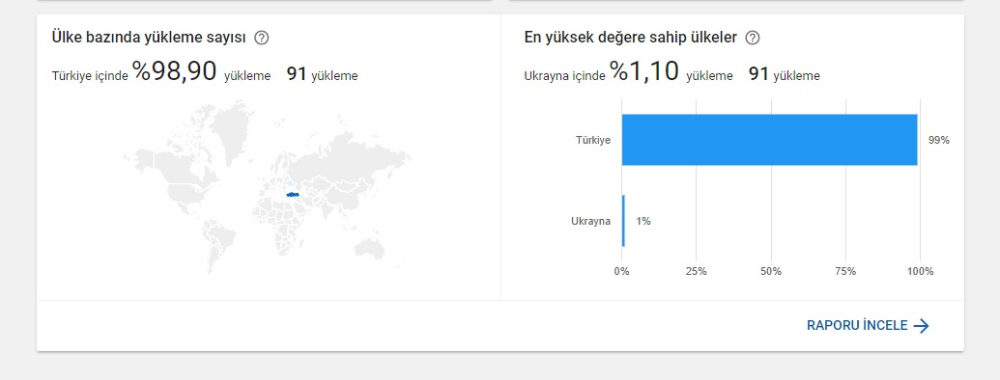 Ülke bazında yükleme sayısı ?
Türkiye içinde %98,90 yükleme 91 yükleme
En yüksek değere sahip ülkeler ?
Ukrayna içinde %1,10 yükleme 91 yükleme
Türkiye 99%
Ukrayna 1%
0% 25% 50% 75% 100%
RAPORU İNCELE